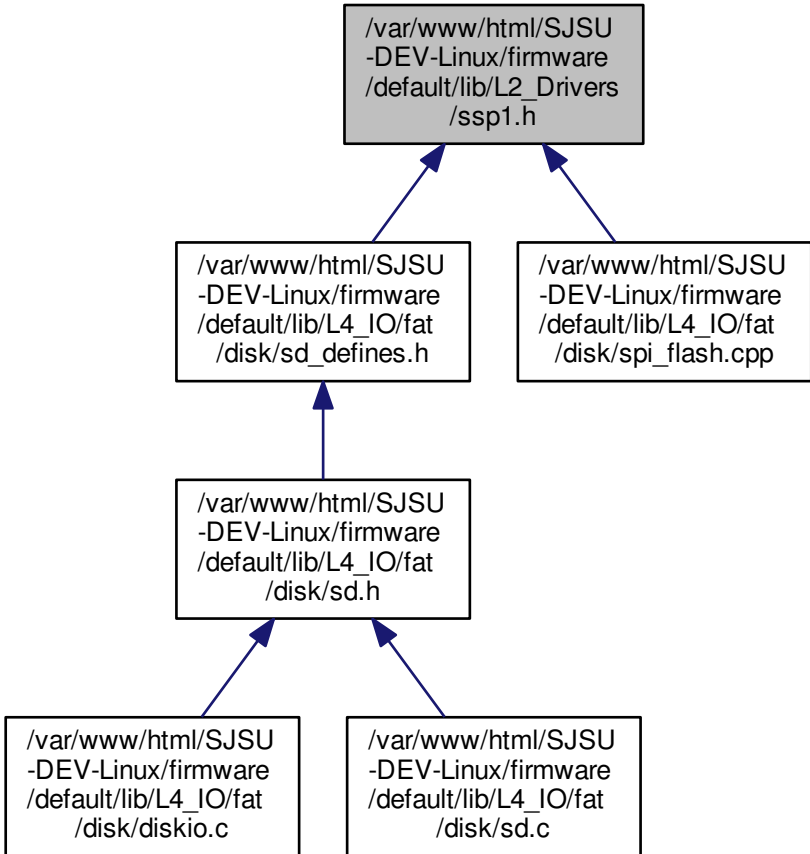 /var/www/html/SJSU
-DEV-Linux/firmware
/default/lib/L2_Drivers
/ssp1.h
/var/www/html/SJSU
-DEV-Linux/firmware
/default/lib/L4_IO/fat
/disk/sd_defines.h
/var/www/html/SJSU
-DEV-Linux/firmware
/default/lib/L4_IO/fat
/disk/spi_flash.cpp
/var/www/html/SJSU
-DEV-Linux/firmware
/default/lib/L4_IO/fat
/disk/sd.h
/var/www/html/SJSU
-DEV-Linux/firmware
/default/lib/L4_IO/fat
/disk/diskio.c
/var/www/html/SJSU
-DEV-Linux/firmware
/default/lib/L4_IO/fat
/disk/sd.c